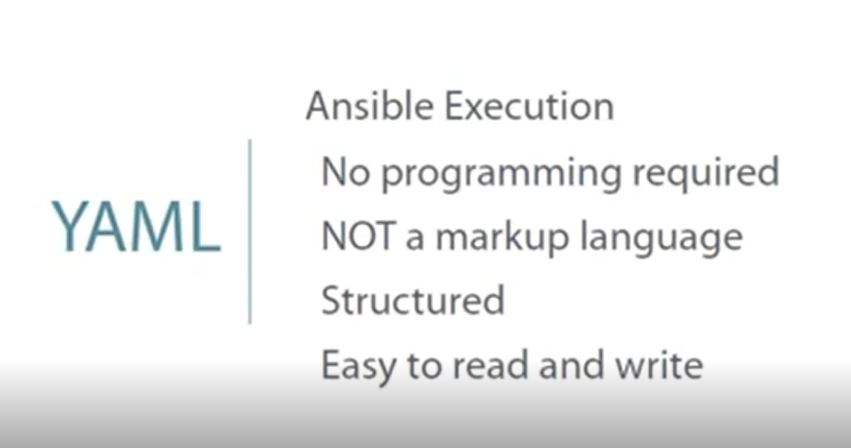 YAML
Ansible Execution
No programming required
NOT a markup language
Structured
Easy to read and write